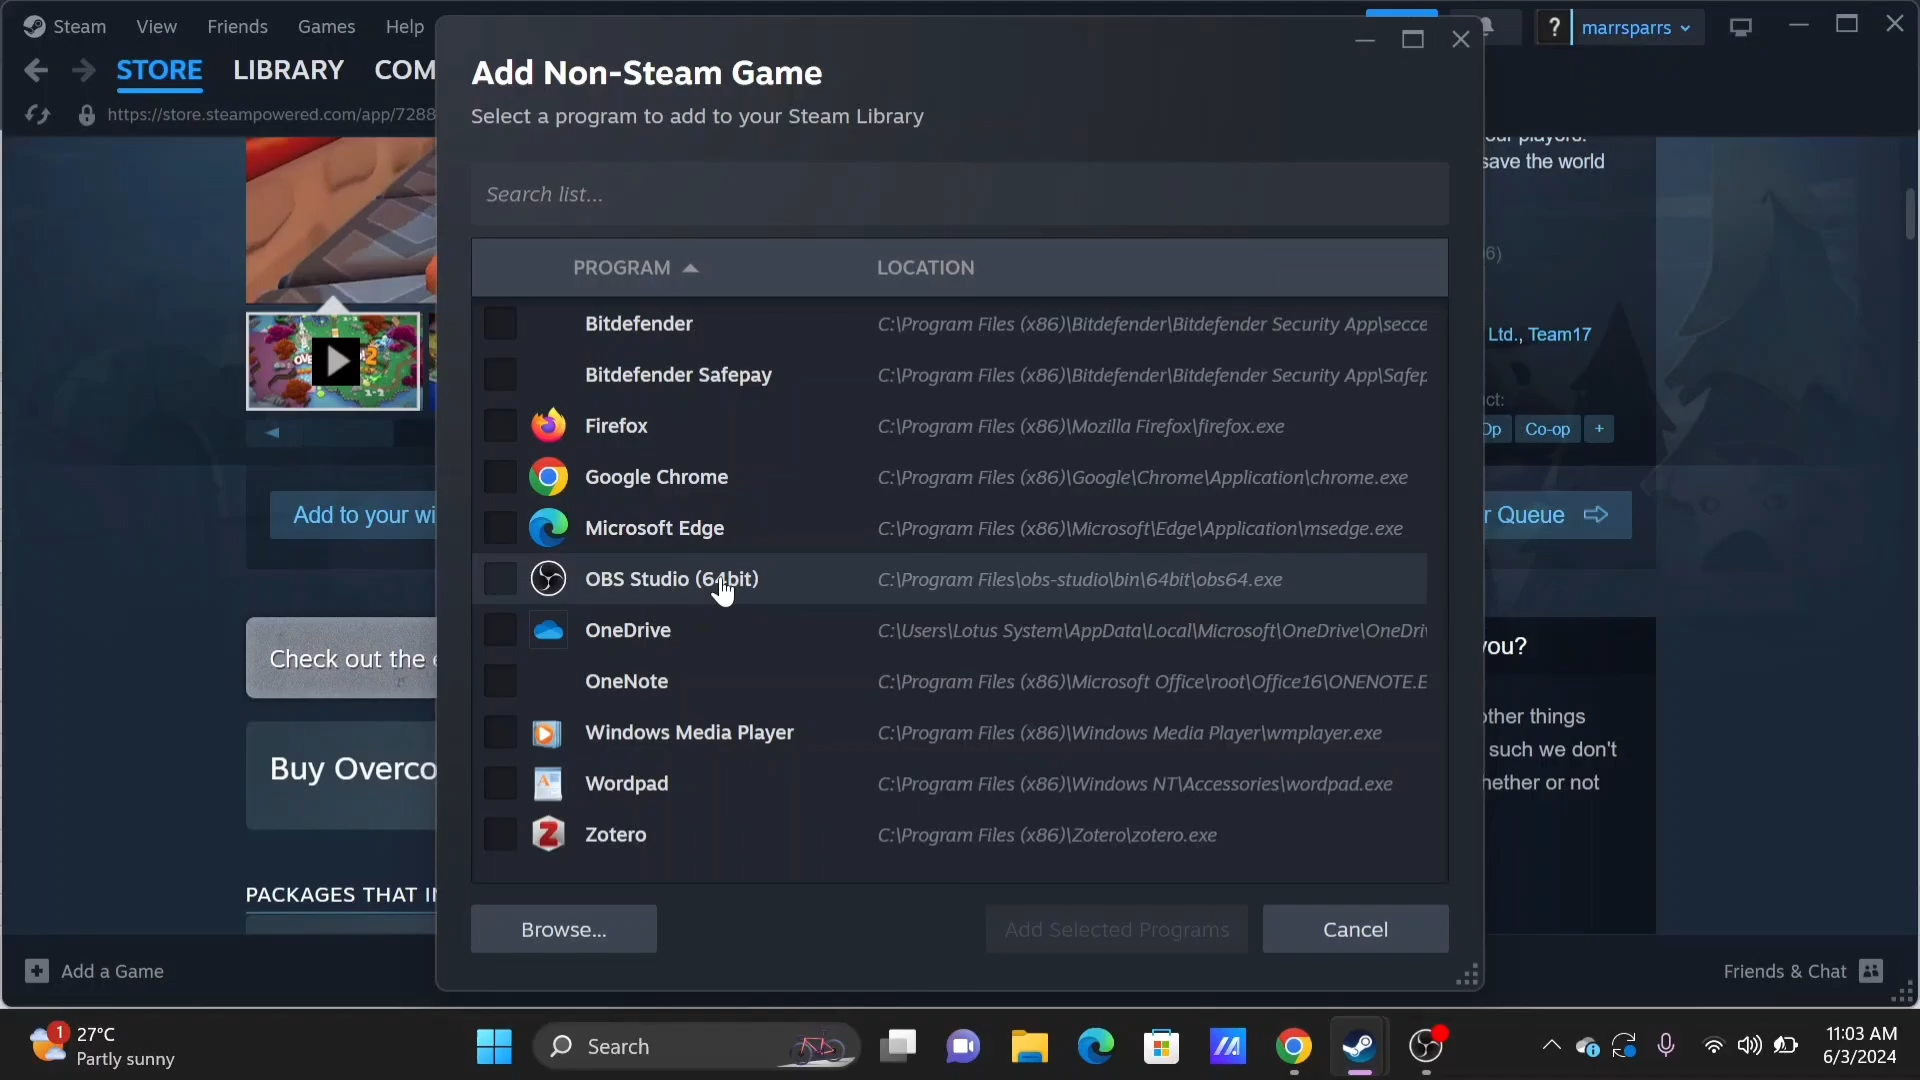 Steam View Friends Games Help
? marrsparrs
STORE LIBRARY COM
https://store.steampowered.com/app/7288
Add Non-Steam Game
Select a program to add to your Steam Library
Search list...
PROGRAM LOCATION
Bitdefender C:\Program Files (x86)\Bitdefender\Bitdefender Security App\secce
Bitdefender Safepay C:\Program Files (x86)\Bitdefender\Bitdefender Security App\Safep
Firefox C:\Program Files (x86)\Mozilla Firefox\firefox.exe
Google Chrome C:\Program Files (x86)\Google\Chrome\Application\chrome.exe
Microsoft Edge C:\Program Files (x86)\Microsoft\Edge\Application\msedge.exe
OBS Studio (64bit) C:\Program Files\obs-studio\bin\64bit\obs64.exe
OneDrive C:\Users\Lotus System\AppData\Local\Microsoft\OneDrive\OneDri
OneNote C:\Program Files (x86)\Microsoft Office\root\Office16\ONENOTE.E
Windows Media Player C:\Program Files (x86)\Windows Media Player\wmplayer.exe
Wordpad C:\Program Files (x86)\Windows NT\Accessories\wordpad.exe
Zotero C:\Program Files (x86)\Zotero\zotero.exe
Browse... Add Selected Programs Cancel
our players.
save the world
6)
Ltd., Team17
ct:
Op Co-op +
Add to your wi
r Queue
Check out the e
you?
other things
such we don't
hether or not
Buy Overco
PACKAGES THAT I
Add a Game
Friends & Chat
1 27°C
Partly sunny
Search
11:03 AM
6/3/2024